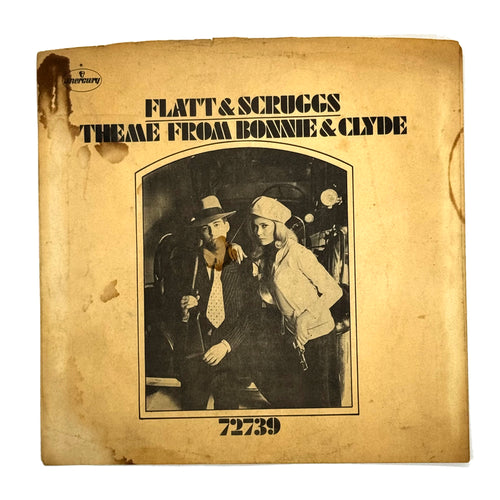 mercury
FLATT & SCRUGGS
THEME FROM BONNIE & CLYDE
72739